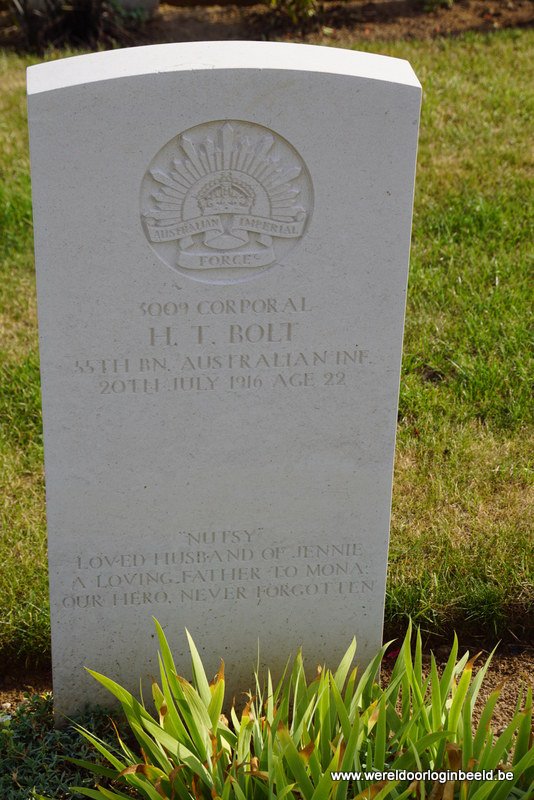 AUSTRALIAN IMPERIAL
FORCES
3009 CORPORAL
H. T. BOLT
55TH BN. AUSTRALIAN INF.
20TH JULY 1916 AGE 22
"NUTSY"
LOVED HUSBAND OF JENNIE
A LOVING FATHER TO MONA
OUR HERO, NEVER FORGOTTEN
www.wereldoorloginbeeld.be